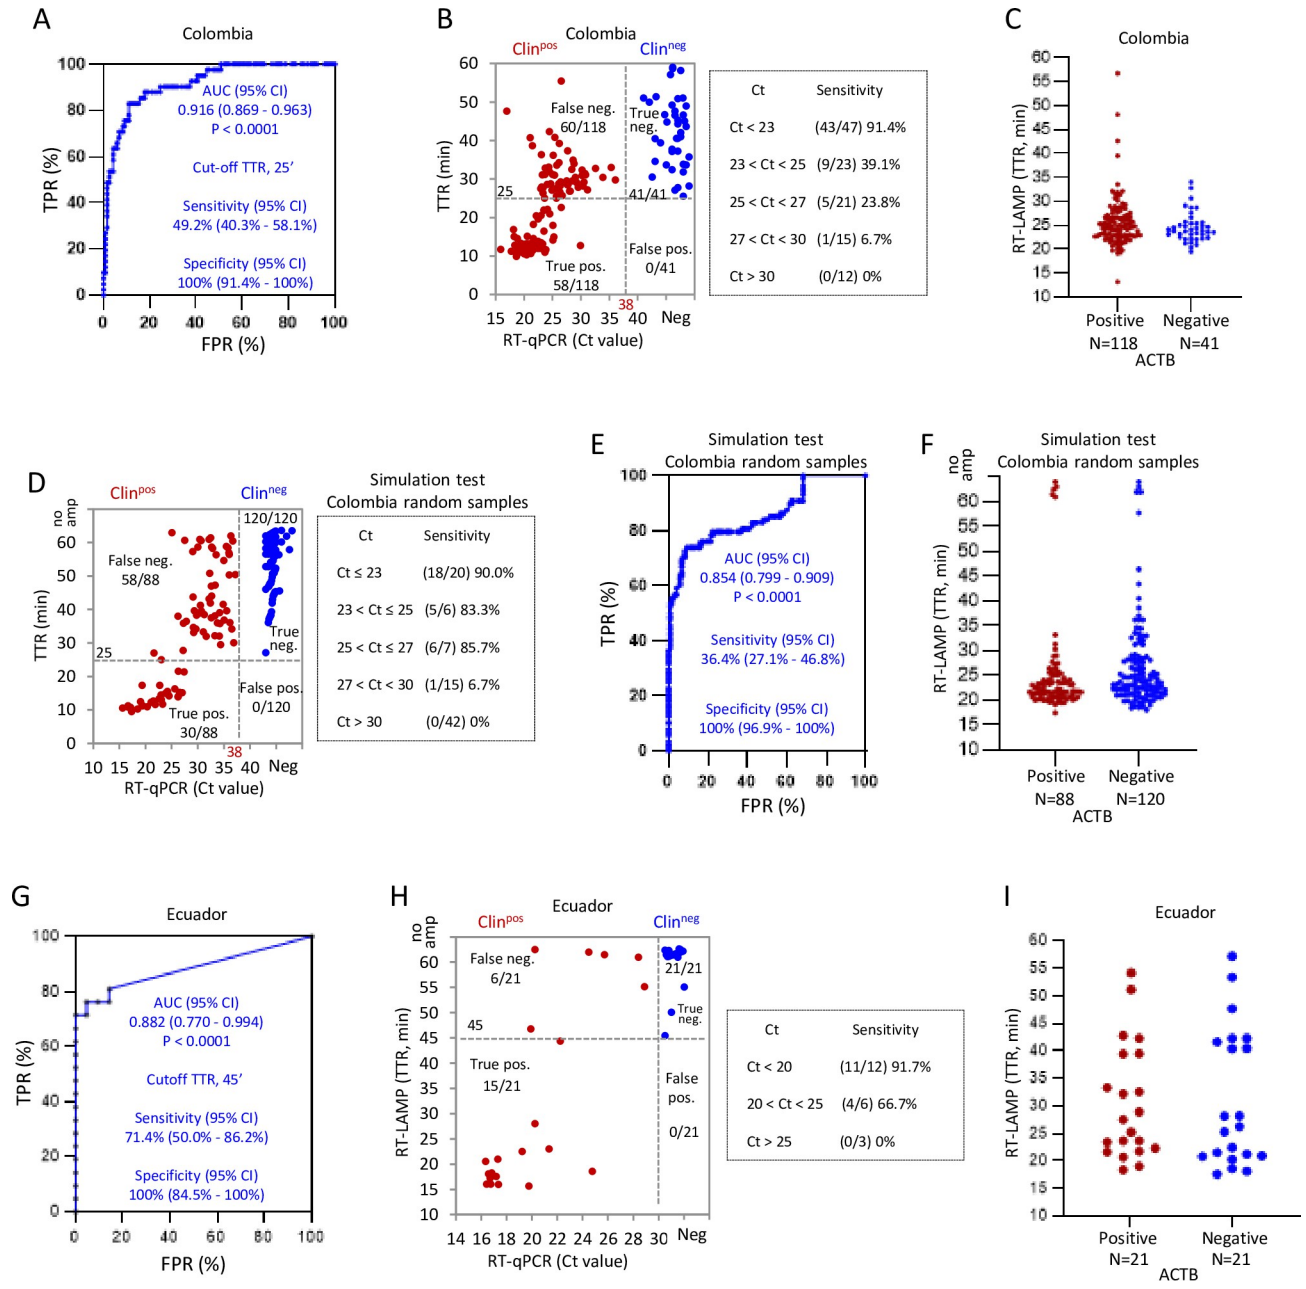 A
Colombia
100
80
60
40
20
0
TPR (%)
AUC (95% CI)
0.916 (0.869 - 0.963)
P < 0.0001
Cut-off TTR, 25’
Sensitivity (95% CI)
49.2% (40.3% - 58.1%)
Specificity (95% CI)
100% (91.4% - 100%)
0 20 40 60 80 100
FPR (%)
B
Colombia
Clinpos
Clinneg
60
50
40
30
20
10
0
TTR (min)
False neg.
60/118
True
neg.
25
41/41
True pos.
58/118
False pos.
0/41
38
15 20 25 30 35 40 Neg
RT-qPCR (Ct value)
Ct Sensitivity
Ct < 23 (43/47) 91.4%
23 < Ct < 25 (9/23) 39.1%
25 < Ct < 27 (5/21) 23.8%
27 < Ct < 30 (1/15) 6.7%
Ct > 30 (0/12) 0%
C
Colombia
60
55
50
45
40
35
30
25
20
15
10
RT-LAMP (TTR, min)
Positive Negative
N=118 N=41
ACTB
D
Clinpos
Clinneg
no
amp
60
50
40
30
20
10
0
TTR (min)
120/120
False neg.
58/88
True
neg.
25
False pos.
0/120
True pos.
30/88
38
10 15 20 25 30 35 40 Neg
RT-qPCR (Ct value)
Simulation test
Colombia random samples
Ct Sensitivity
Ct ≤ 23 (18/20) 90.0%
23 < Ct ≤ 25 (5/6) 83.3%
25 < Ct ≤ 27 (6/7) 85.7%
27 < Ct < 30 (1/15) 6.7%
Ct > 30 (0/42) 0%
E
Simulation test
Colombia random samples
100
80
60
40
20
0
TPR (%)
AUC (95% CI)
0.854 (0.799 - 0.909)
P < 0.0001
Sensitivity (95% CI)
36.4% (27.1% - 46.8%)
Specificity (95% CI)
100% (96.9% - 100%)
0 20 40 60 80 100
FPR (%)
F
Simulation test
Colombia random samples
no
amp
60
55
50
45
40
35
30
25
20
15
10
RT-LAMP (TTR, min)
Positive Negative
N=88 N=120
ACTB
G
Ecuador
100
80
60
40
20
0
TPR (%)
AUC (95% CI)
0.882 (0.770 - 0.994)
P < 0.0001
Cutoff TTR, 45’
Sensitivity (95% CI)
71.4% (50.0% - 86.2%)
Specificity (95% CI)
100% (84.5% - 100%)
0 20 40 60 80 100
FPR (%)
H
Ecuador
Clinpos
Clinneg
no
amp
60
55
50
45
40
35
30
25
20
15
10
RT-LAMP (TTR, min)
False neg.
6/21
21/21
True
neg.
45
True pos.
15/21
False
pos.
0/21
14 16 18 20 22 24 26 28 30 Neg
RT-qPCR (Ct value)
Ct Sensitivity
Ct < 20 (11/12) 91.7%
20 < Ct < 25 (4/6) 66.7%
Ct > 25 (0/3) 0%
I
Ecuador
60
55
50
45
40
35
30
25
20
15
10
RT-LAMP (TTR, min)
Positive Negative
N=21 N=21
ACTB